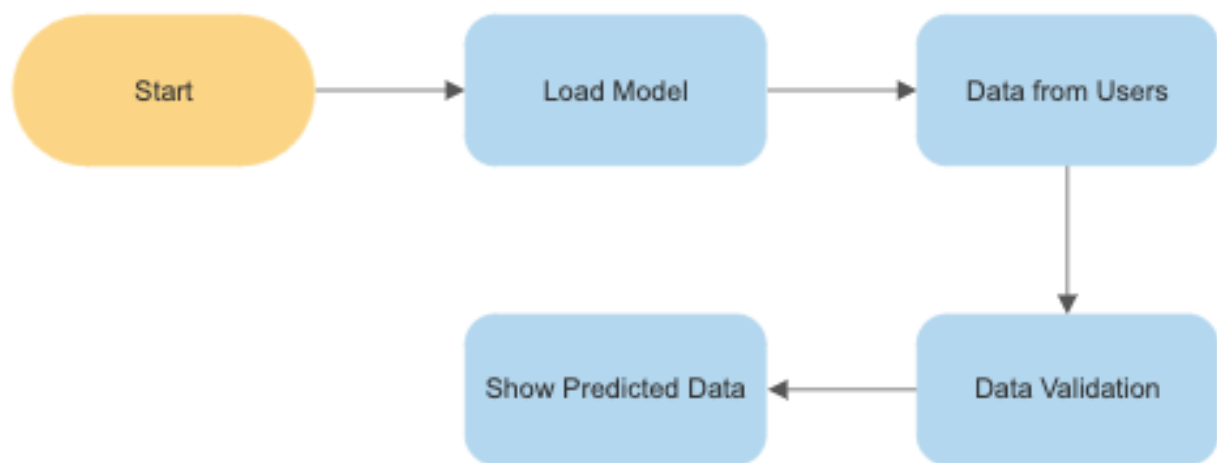 Start
Load Model
Data from Users
Data Validation
Show Predicted Data